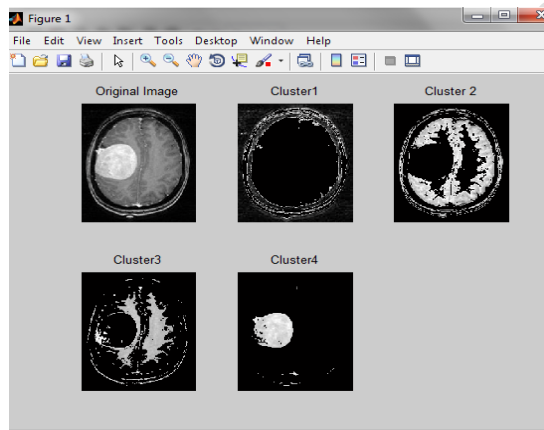 Figure 1
File Edit View Insert Tools Desktop Window Help
Original Image Cluster1 Cluster 2
Cluster3 Cluster4